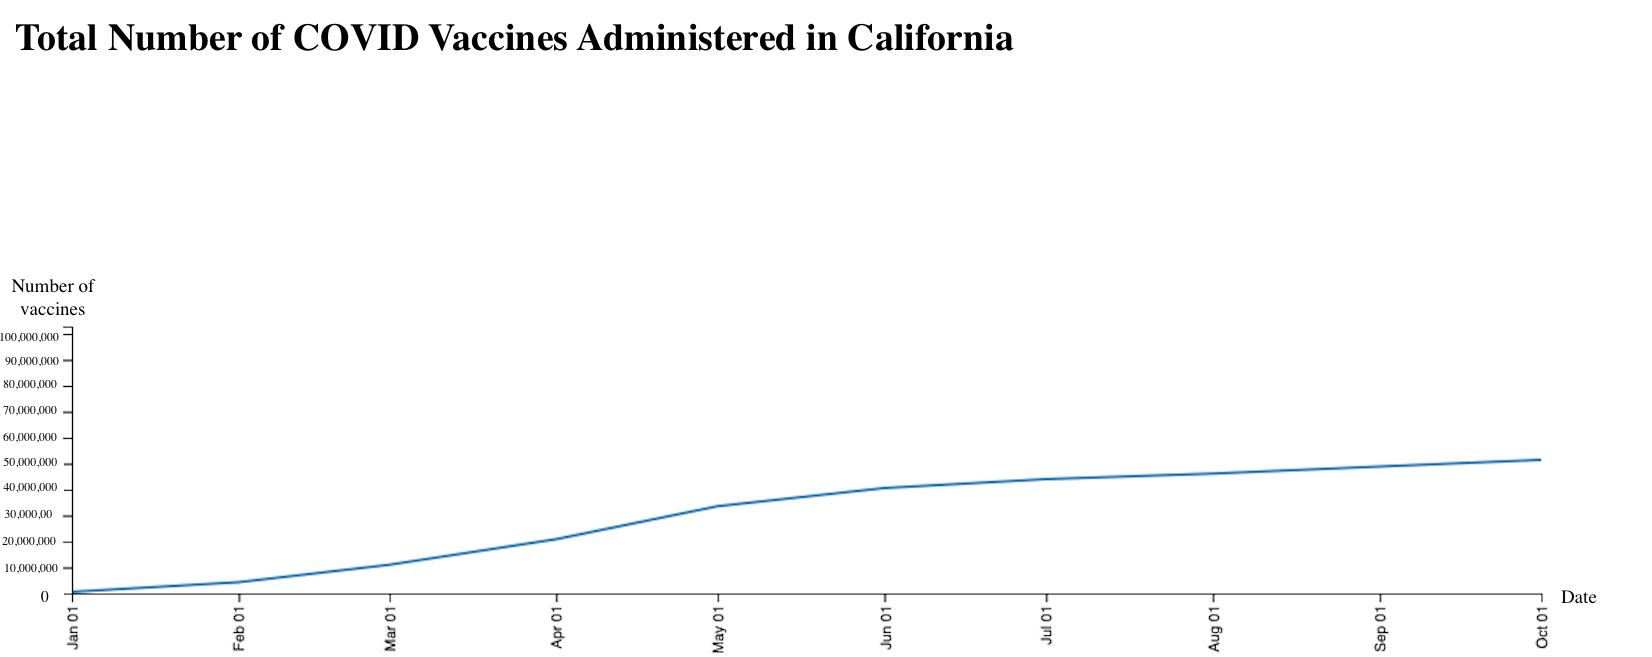 Total Number of COVID Vaccines Administered in California
Number of
vaccines
100,000,000
90,000,000
80,000,000
70,000,000
60,000,000
50,000,000
40,000,000
30,000,00
20,000,000
10,000,000
0
Jan 01
Feb 01
Mar 01
Apr 01
May 01
Jun 01
Jul 01
Aug 01
Sep 01
Oct 01
Date